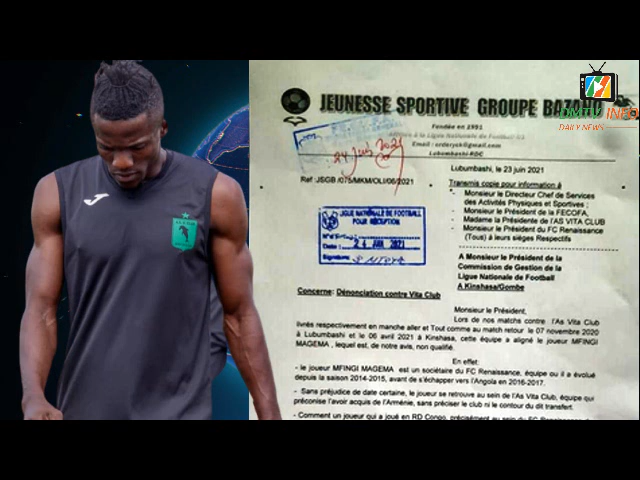 DMTV INFO
DAILY NEWS
JEUNESSE SPORTIVE GROUPE BAZANO
Fondée en 1951
Lubumbashi-RDC
24 Juin 2021
Réf :JSGB /075/MKM/OLI/06/2021
Lubumbashi, le 23 juin 2021
Transmis copie pour information à
- Monsieur le Directeur Chef de Services
des Activités Physiques et Sportives ;
- Monsieur le Président de la FECOFA,
- Madame la Présidente de l'AS VITA CLUB
- Monsieur le Président du FC Renaissance
(Tous) à leurs sièges Respectifs
LIGUE NATIONALE DE FOOTBALL
POUR RÉCEPTION
Date : 24 JUIN 2021
Signature:
A Monsieur le Président de la
Commission de Gestion de la
Ligue Nationale de Football
A Kinshasa/Gombe
Concerne: Dénonciation contre Vita Club
Monsieur le Président,
Lors de nos matchs contre l'As Vita Club
livrés respectivement en manche aller et Tout comme au match retour le 07 novembre 2020
à Lubumbashi et le 06 avril 2021 à Kinshasa, cette équipe a aligné le joueur MFINGI
MAGEMA , lequel est, de notre avis, non qualifié.
En effet:
- le joueur MFINGI MAGEMA est un sociétaire du FC Renaissance, équipe ou il a évolué
depuis la saison 2014-2015, avant de s'échapper vers l'Angola en 2016-2017.
- Sans préjudice de date certaine, le joueur se retrouve au sein de l'As Vita Club, équipe qui
préconise l'avoir acquis de l'Arménie, sans préciser le club ni le contour du dit transfert.
- Comment un joueur qui a joué en RD Congo, précisément au sein du FC